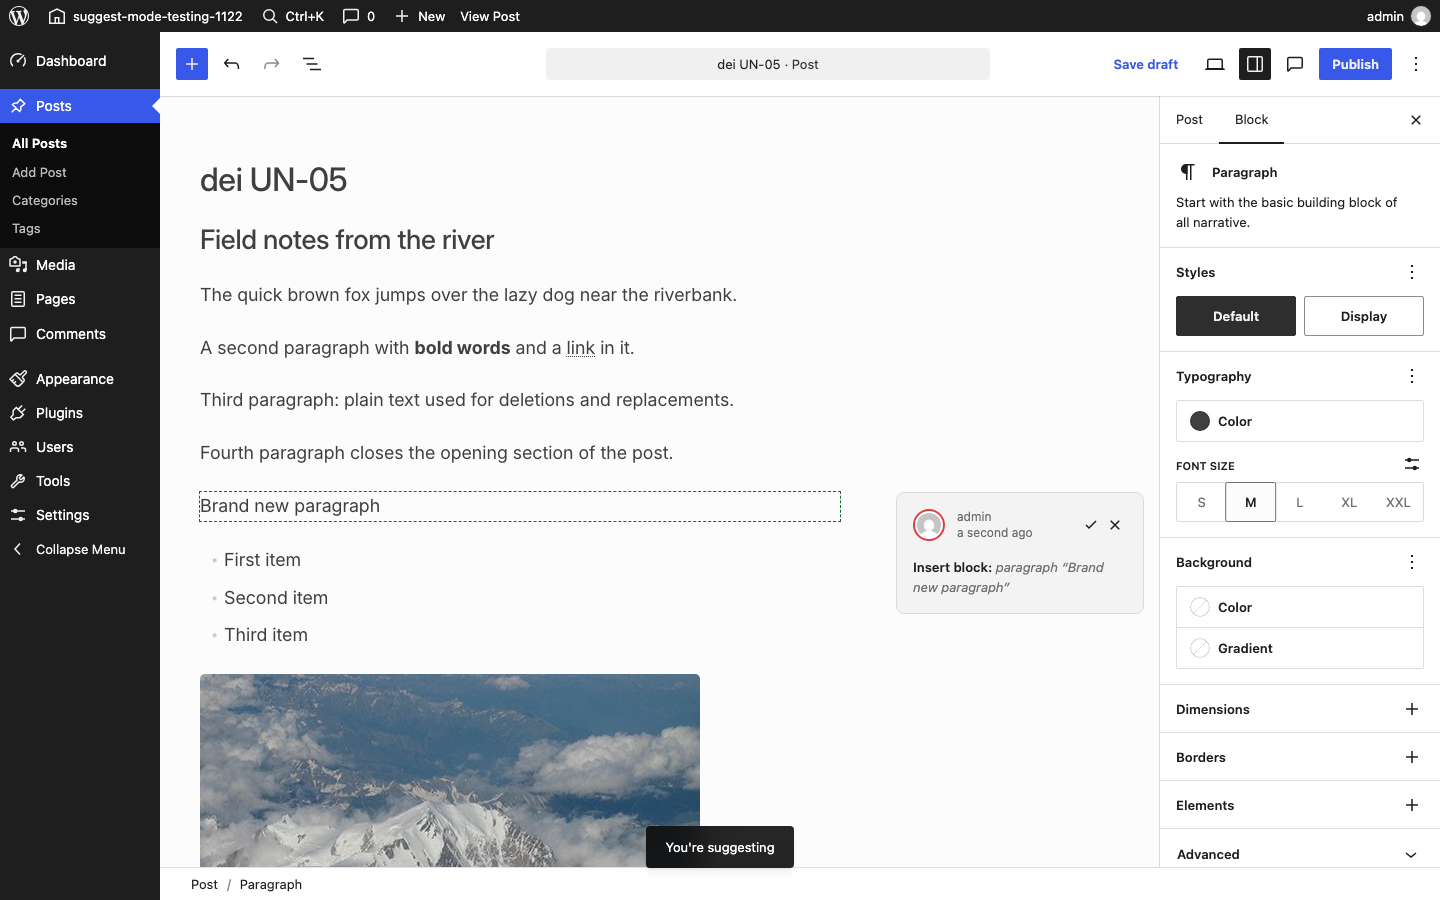 suggest-mode-testing-1122
Ctrl+K
0
New
View Post
admin
Dashboard
Posts
All Posts
Add Post
Categories
Tags
Media
Pages
Comments
Appearance
Plugins
Users
Tools
Settings
Collapse Menu
dei UN-05 · Post
Save draft
Publish
dei UN-05
Field notes from the river
The quick brown fox jumps over the lazy dog near the riverbank.
A second paragraph with bold words and a link in it.
Third paragraph: plain text used for deletions and replacements.
Fourth paragraph closes the opening section of the post.
Brand new paragraph
First item
Second item
Third item
admin
a second ago
Insert block: paragraph “Brand
new paragraph”
You're suggesting
Post / Paragraph
Post
Block
Paragraph
Start with the basic building block of
all narrative.
Styles
Default
Display
Typography
Color
FONT SIZE
S
M
L
XL
XXL
Background
Color
Gradient
Dimensions
Borders
Elements
Advanced